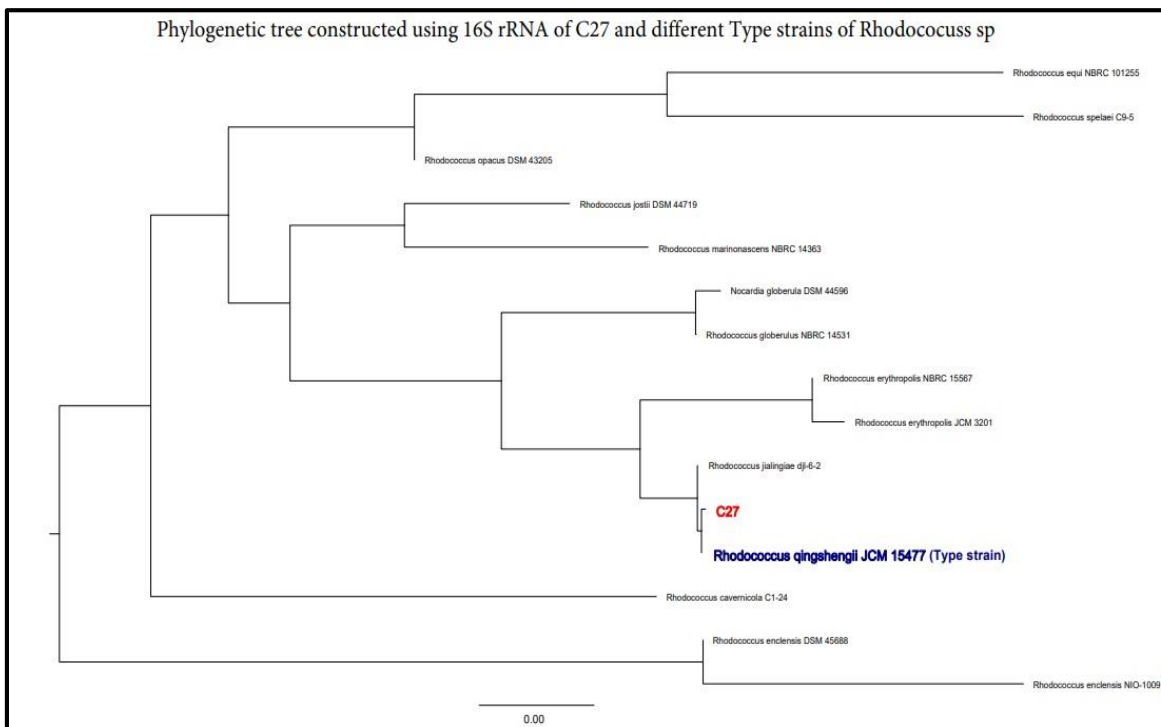 Phylogenetic tree constructed using 16S rRNA of C27 and different Type strains of Rhodococuss sp
Rhodococcus equi NBRC 101255
Rhodococcus spelaei C9-5
Rhodococcus opacus DSM 43205
Rhodococcus jostii DSM 44719
Rhodococcus marinonascens NBRC 14363
Nocardia globerula DSM 44596
Rhodococcus globerulus NBRC 14531
Rhodococcus erythropolis NBRC 15567
Rhodococcus erythropolis JCM 3201
Rhodococcus jialingiae djl-6-2
C27
Rhodococcus qingshengii JCM 15477 (Type strain)
Rhodococcus cavernicola C1-24
Rhodococcus enclensis DSM 45688
Rhodococcus enclensis NIO-1009
0.00